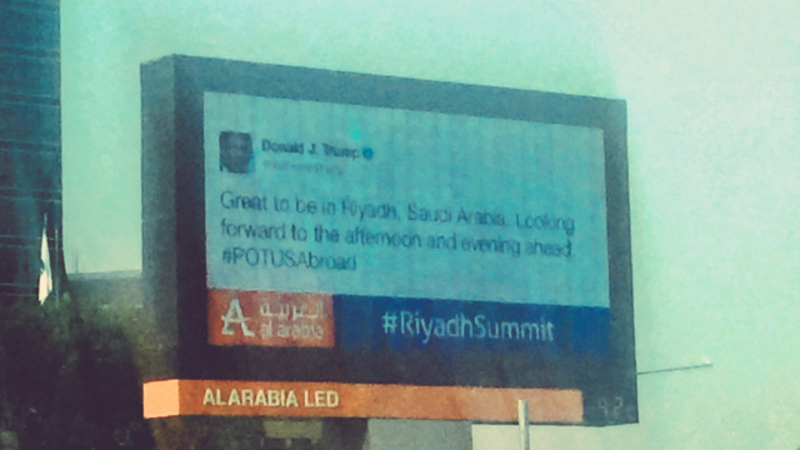 Donald J. Trump
Great to be in Riyadh, Saudi Arabia. Looking
forward to the afternoon and evening ahead.
#POTUSAbroad
العربية
al arabia
#RiyadhSummit
ALARABIA LED